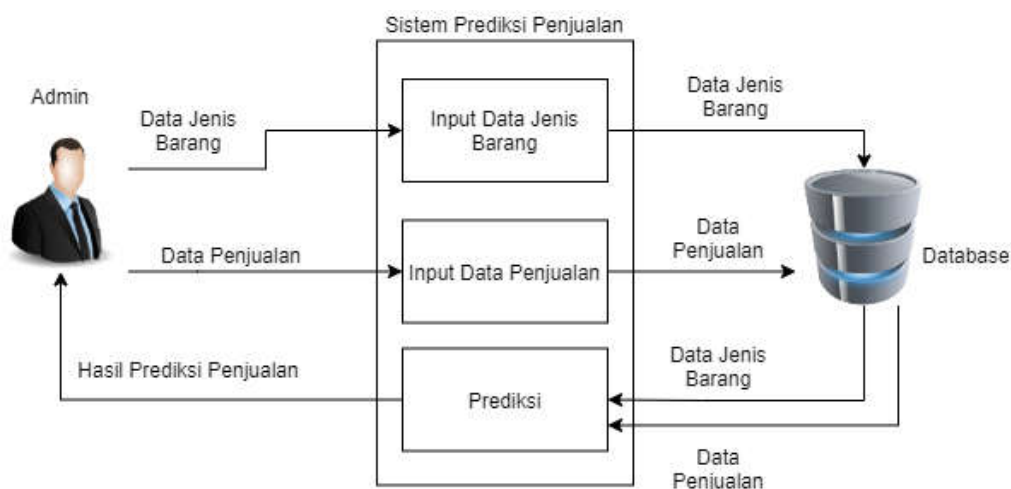 Sistem Prediksi Penjualan
Admin
Data Jenis
Barang
Input Data Jenis
Barang
Data Jenis
Barang
Data Penjualan
Input Data Penjualan
Data
Penjualan
Database
Hasil Prediksi Penjualan
Prediksi
Data Jenis
Barang
Data
Penjualan